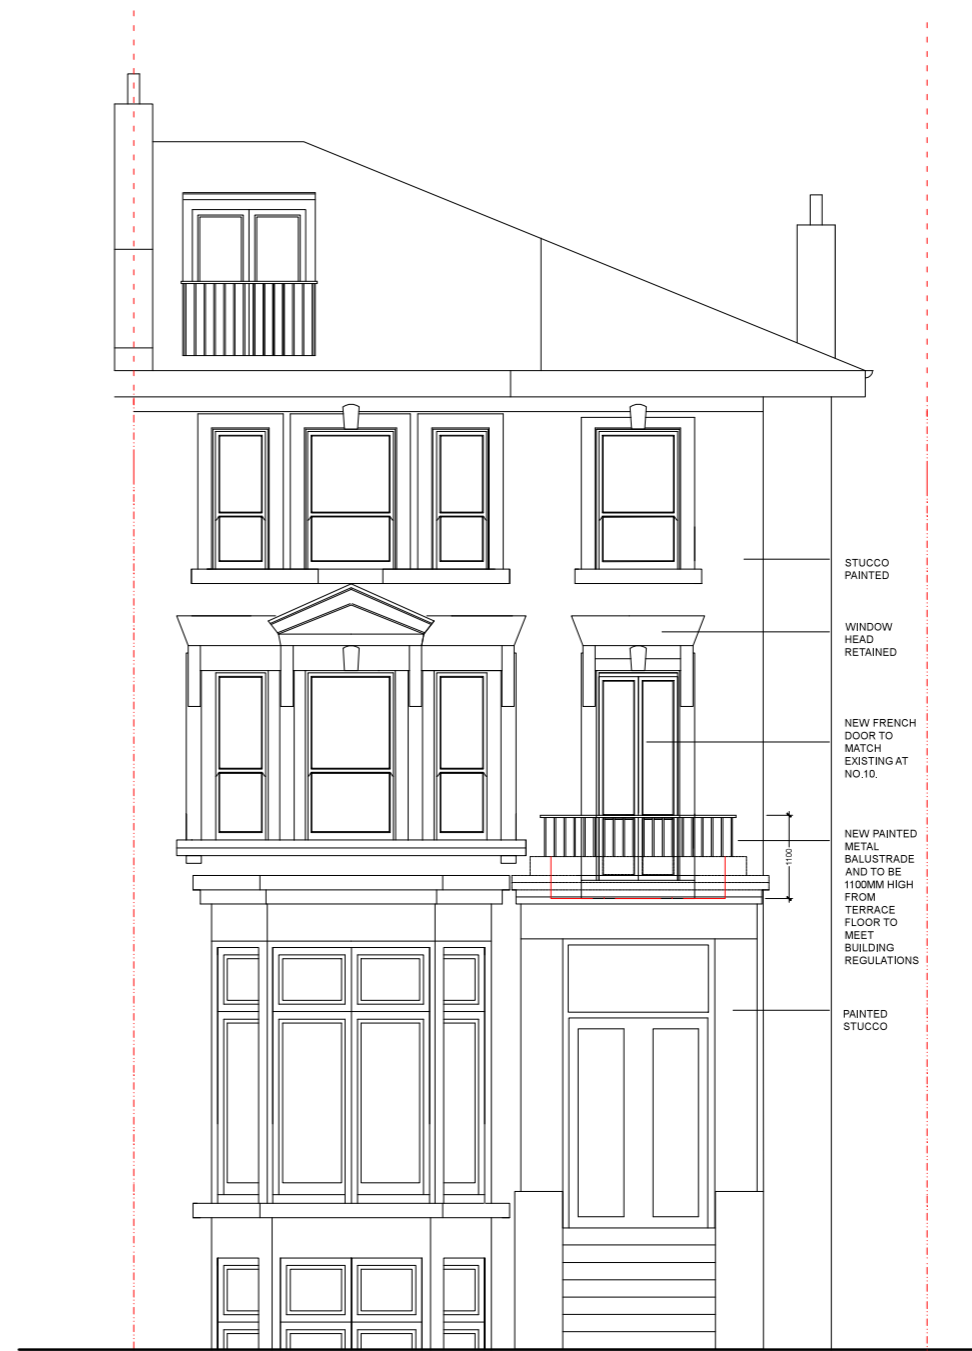 STUCCO
PAINTED
WINDOW
HEAD
RETAINED
NEW FRENCH
DOOR TO
MATCH
EXISTING AT
NO.10.
NEW PAINTED
METAL
BALUSTRADE
AND TO BE
1100MM HIGH
FROM
TERRACE
FLOOR TO
MEET
BUILDING
REGULATIONS
1100
PAINTED
STUCCO